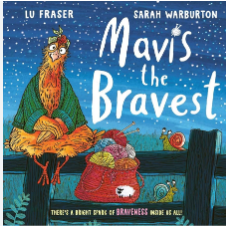 LU FRASER
SARAH WARBURTON
Mavis
the
Bravest
THERE'S A BRIGHT SPARK OF BRAVENESS INSIDE US ALL!